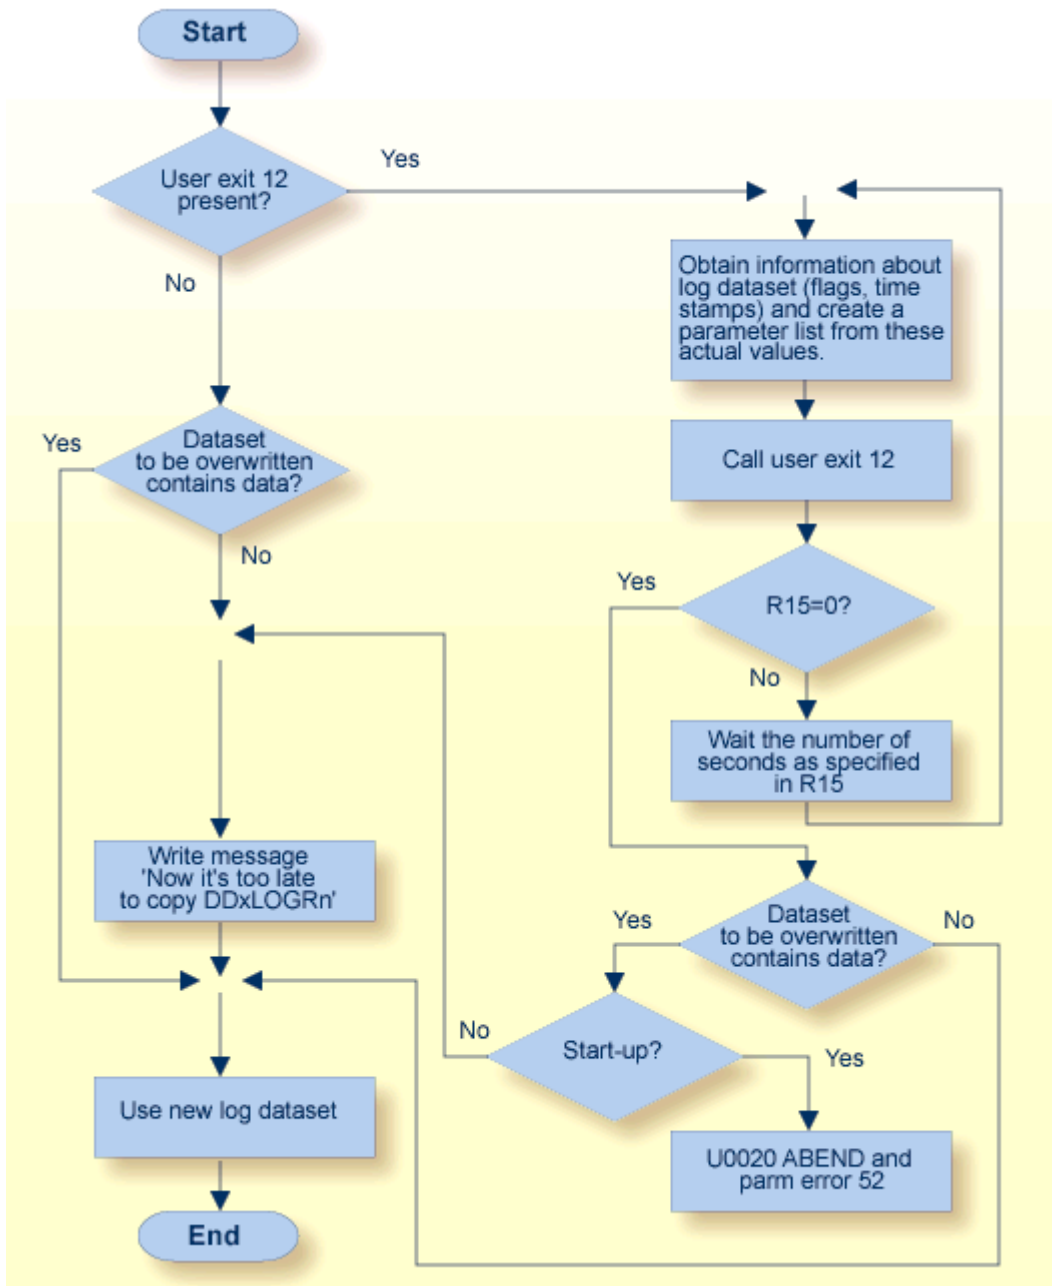 Start
User exit 12
present?
Yes
No
Obtain information about
log dataset (flags, time
stamps) and create a
parameter list from these
actual values.
Call user exit 12
Yes
Dataset
to be overwritten
contains data?
No
Yes
R15=0?
No
Wait the number of
seconds as specified
in R15
Write message
'Now it's too late
to copy DDxLOGRn'
Yes
Dataset
to be overwritten
contains data?
No
No
Start-up?
Yes
Use new log dataset
U0020 ABEND and
parm error 52
End